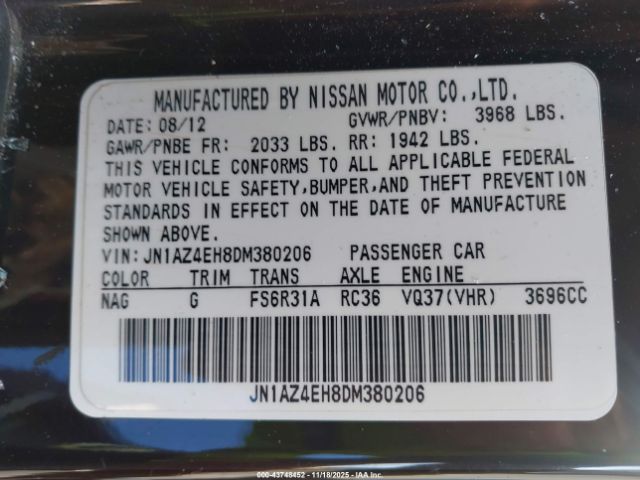 MANUFACTURED BY NISSAN MOTOR CO.,LTD.
DATE: 08/12 GVWR/PNBV: 3968 LBS.
GAWR/PNBE FR: 2033 LBS. RR: 1942 LBS.
THIS VEHICLE CONFORMS TO ALL APPLICABLE FEDERAL
MOTOR VEHICLE SAFETY,BUMPER,AND THEFT PREVENTION
STANDARDS IN EFFECT ON THE DATE OF MANUFACTURE
SHOWN ABOVE.
VIN:JN1AZ4EH8DM380206 PASSENGER CAR
COLOR TRIM TRANS AXLE ENGINE
NAG G FS6R31A RC36 VQ37(VHR) 3696CC
JN1AZ4EH8DM380206
000-43748452 - 11/18/2025 - IAA Inc.